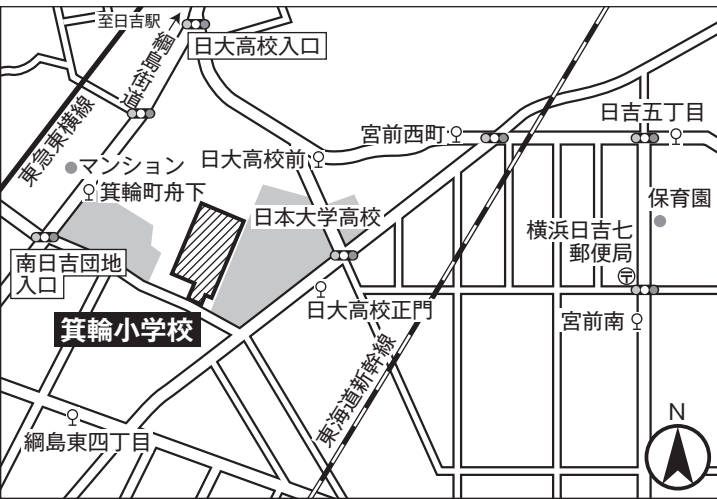 至日吉駅
綱島街道
日大高校入口
東急東横線
マンション
箕輪町舟下
日大高校前
宮前西町
日吉五丁目
日本大学高校
保育園
横浜日吉七
郵便局
南日吉団地
入口
箕輪小学校
日大高校正門
宮前南
東海道新幹線
綱島東四丁目
N